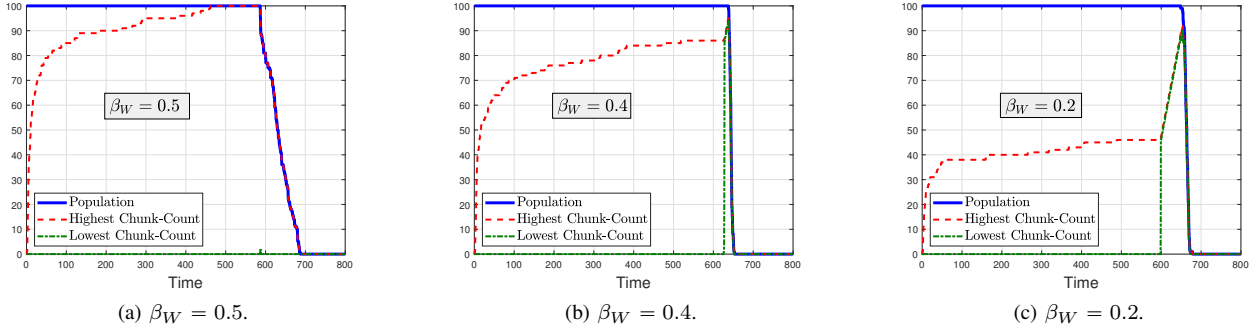 100
90
80
70
60
50
40
30
20
10
0
β_W = 0.5
Population
Highest Chunk-Count
Lowest Chunk-Count
0 100 200 300 400 500 600 700 800
Time
(a) β_W = 0.5.
100
90
80
70
60
50
40
30
20
10
0
β_W = 0.4
Population
Highest Chunk-Count
Lowest Chunk-Count
0 100 200 300 400 500 600 700 800
Time
(b) β_W = 0.4.
100
90
80
70
60
50
40
30
20
10
0
β_W = 0.2
Population
Highest Chunk-Count
Lowest Chunk-Count
0 100 200 300 400 500 600 700 800
Time
(c) β_W = 0.2.